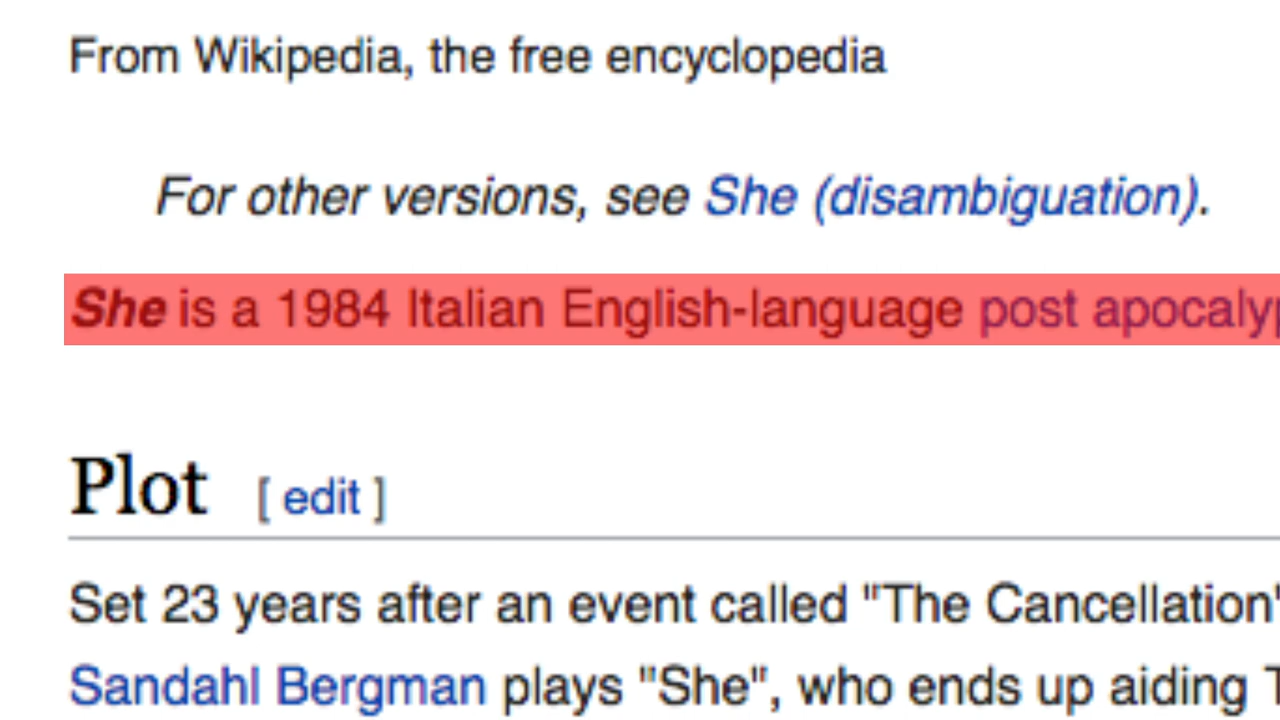 From Wikipedia, the free encyclopedia
For other versions, see She (disambiguation).
She is a 1984 Italian English-language post
Plot [ edit ]
Set 23 years after an event called "The Cancellation"
Sandahl Bergman plays "She", who ends up aiding